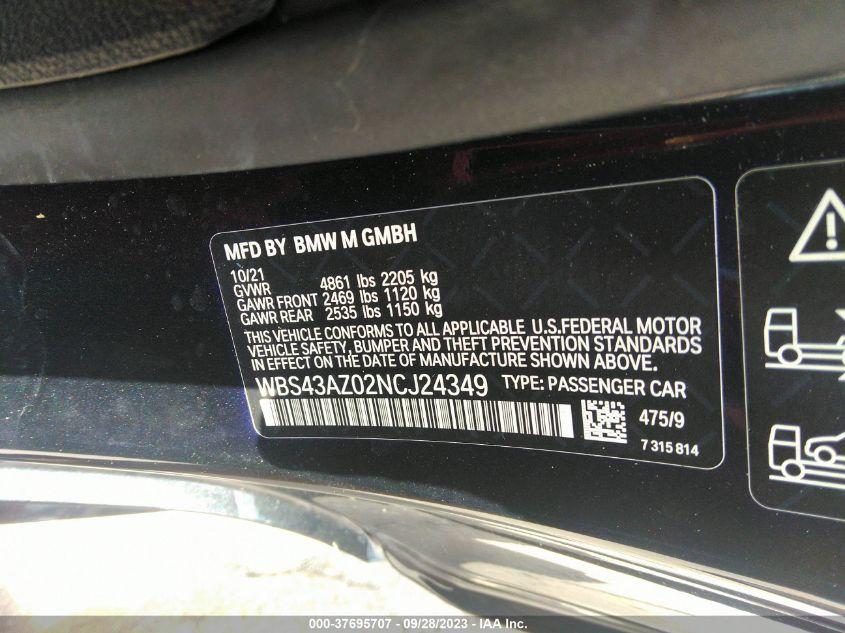 MFD BY BMW M GMBH
10/21
GVWR 4861 lbs 2205 kg
GAWR FRONT 2469 lbs 1120 kg
GAWR REAR 2535 lbs 1150 kg
THIS VEHICLE CONFORMS TO ALL APPLICABLE U.S.FEDERAL MOTOR
VEHICLE SAFETY, BUMPER AND THEFT PREVENTION STANDARDS
IN EFFECT ON THE DATE OF MANUFACTURE SHOWN ABOVE.
WBS43AZ02NCJ24349 TYPE: PASSENGER CAR
475/9
7 315 814
000-37695707 - 09/28/2023 - IAA Inc.